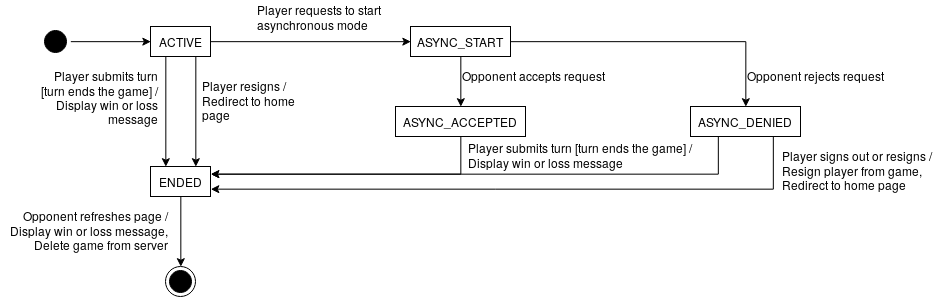 Player requests to start
asynchronous mode
ACTIVE
ASYNC_START
Player submits turn
[turn ends the game] /
Display win or loss
message
Player resigns /
Redirect to home
page
Opponent accepts request
Opponent rejects request
ASYNC_ACCEPTED
ASYNC_DENIED
Player submits turn [turn ends the game] /
Display win or loss message
Player signs out or resigns /
Resign player from game,
Redirect to home page
ENDED
Opponent refreshes page /
Display win or loss message,
Delete game from server